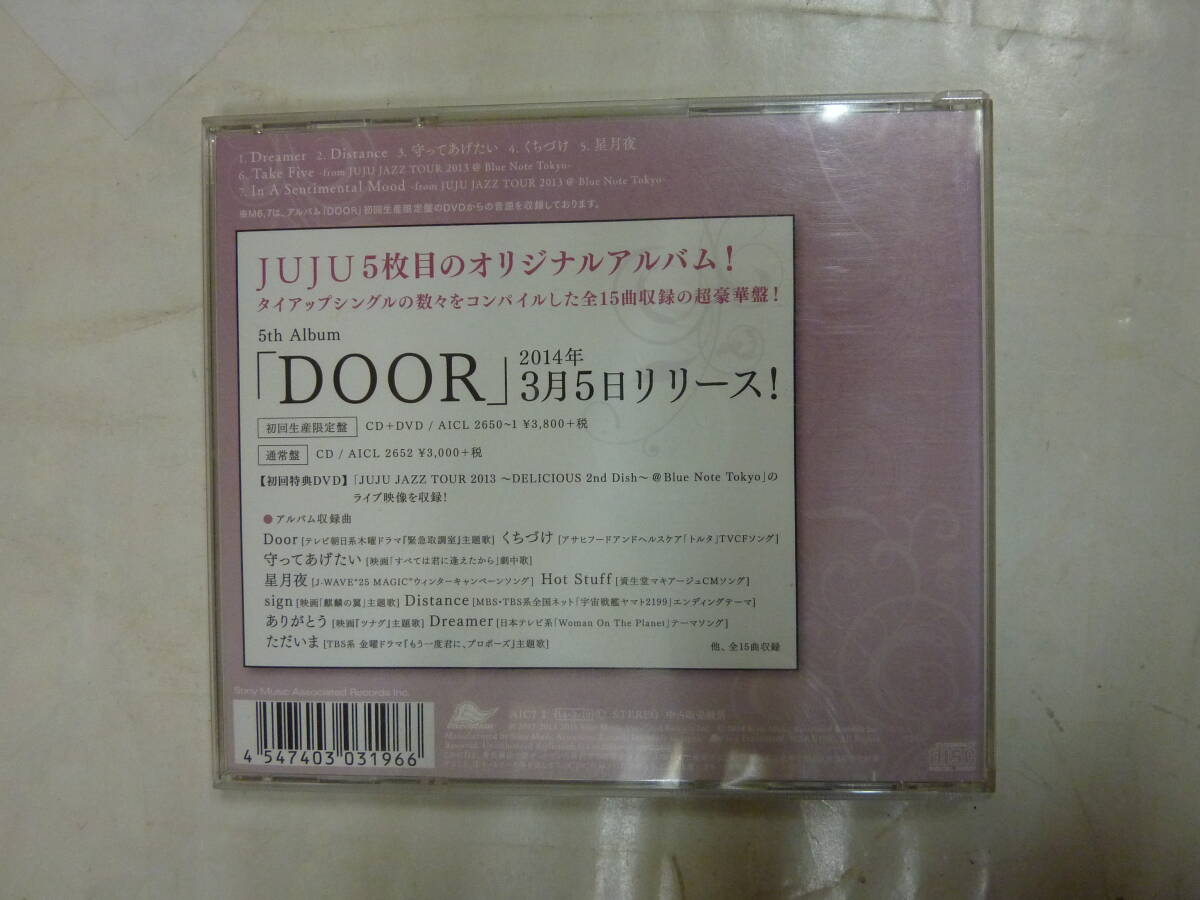 1. Dreamer 2. Distance 3. 守ってあげたい 4. くちづけ 5. 星月夜
6. Take Five -from JUJU JAZZ TOUR 2013 @ Blue Note Tokyo-
7. In A Sentimental Mood -from JUJU JAZZ TOUR 2013 @ Blue Note Tokyo-
※M6,7は、アルバム「DOOR」初回生産限定盤のDVDからの音源を収録しております。
JUJU 5枚目のオリジナルアルバム!
タイアップシングルの数々をコンパイルした全15曲収録の超豪華盤!
5th Album
「DOOR」2014年3月5日リリース!
初回生産限定盤 CD+DVD / AICL 2650~1 ¥3,800+税
通常盤 CD / AICL 2652 ¥3,000+税
【初回特典DVD】「JUJU JAZZ TOUR 2013 ~DELICIOUS 2nd Dish~ @ Blue Note Tokyo」の
ライブ映像を収録!
●アルバム収録曲
Door [テレビ朝日系木曜ドラマ『緊急取調室』主題歌] くちづけ [アサヒフードアンドヘルスケア「トルタ」TVCFソング]
守ってあげたい [映画「すべては君に逢えたから」劇中歌]
星月夜 [J-WAVE"25 MAGIC"ウィンターキャンペーンソング] Hot Stuff [資生堂マキアージュCMソング]
sign [映画「麒麟の翼」主題歌] Distance [MBS・TBS系全国ネット「宇宙戦艦ヤマト2199」エンディングテーマ]
ありがとう [映画『ツナグ』主題歌] Dreamer [日本テレビ系「Woman On The Planet」テーマソング]
ただいま [TBS系 金曜ドラマ『もう一度君に、プロポーズ』主題歌] 他、全15曲収録
Sony Music Associated Records Inc.
STEREO
4 547403 031966